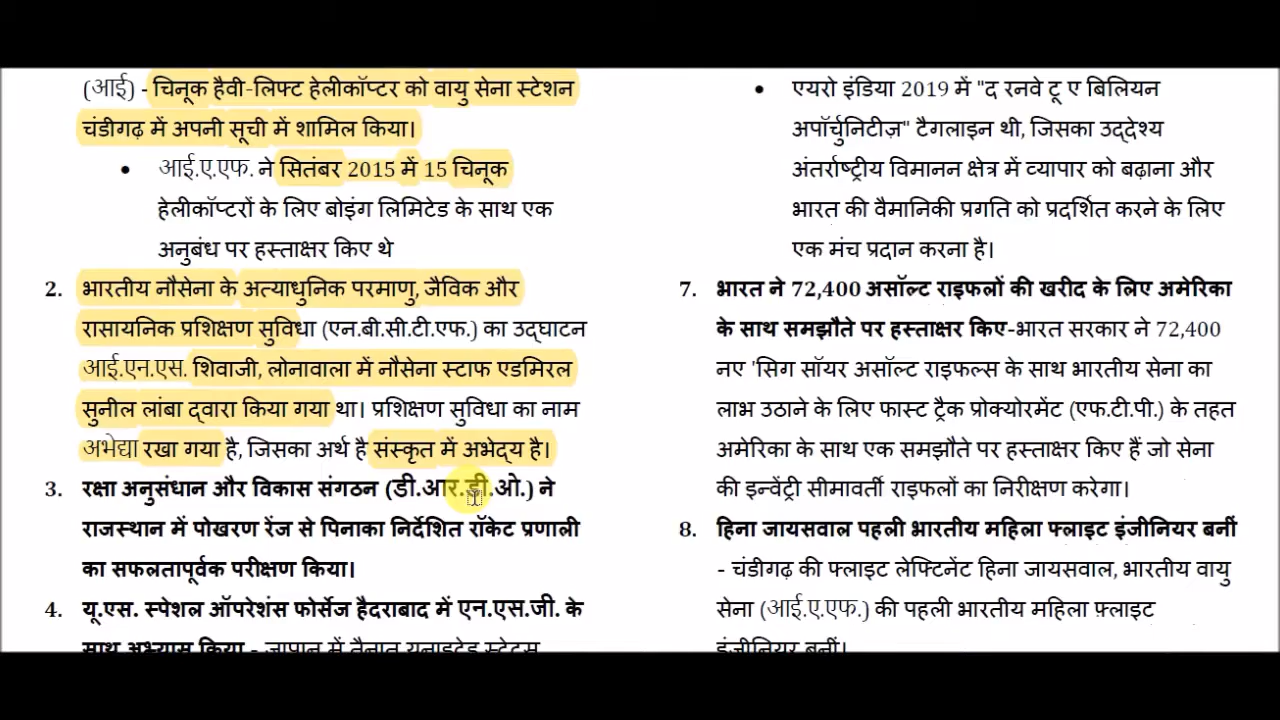 (आई) - चिनूक हैवी-लिफ्ट हेलीकॉप्टर को वायु सेना स्टेशन
चंडीगढ़ में अपनी सूची में शामिल किया।
• आई.ए.एफ. ने सितंबर 2015 में 15 चिनूक
हेलीकॉप्टरों के लिए बोइंग लिमिटेड के साथ एक
अनुबंध पर हस्ताक्षर किए थे
2. भारतीय नौसेना के अत्याधुनिक परमाणु, जैविक और
रासायनिक प्रशिक्षण सुविधा (एन.बी.सी.टी.एफ.) का उद्घाटन
आई.एन.एस. शिवाजी, लोनावाला में नौसेना स्टाफ एडमिरल
सुनील लांबा द्वारा किया गया था। प्रशिक्षण सुविधा का नाम
अभेद्या रखा गया है, जिसका अर्थ है संस्कृत में अभेद्य है।
3. रक्षा अनुसंधान और विकास संगठन (डी.आर.डी.ओ.) ने
राजस्थान में पोखरण रेंज से पिनाका निर्देशित रॉकेट प्रणाली
का सफलतापूर्वक परीक्षण किया।
4. यू.एस. स्पेशल ऑपरेशंस फोर्सेज हैदराबाद में एन.एस.जी. के
साथ अभ्यास किया - जापान में तैनात यूनाइटेड स्टेट्स
• एयरो इंडिया 2019 में "द रनवे टू ए बिलियन
अपॉर्चुनिटीज़" टैगलाइन थी, जिसका उद्देश्य
अंतर्राष्ट्रीय विमानन क्षेत्र में व्यापार को बढ़ाना और
भारत की वैमानिकी प्रगति को प्रदर्शित करने के लिए
एक मंच प्रदान करना है।
7. भारत ने 72,400 असॉल्ट राइफलों की खरीद के लिए अमेरिका
के साथ समझौते पर हस्ताक्षर किए-भारत सरकार ने 72,400
नए 'सिग सॉयर असॉल्ट राइफल्स के साथ भारतीय सेना का
लाभ उठाने के लिए फास्ट ट्रैक प्रोक्योरमेंट (एफ.टी.पी.) के तहत
अमेरिका के साथ एक समझौते पर हस्ताक्षर किए हैं जो सेना
की इन्वेंट्री सीमावर्ती राइफलों का निरीक्षण करेगा।
8. हिना जायसवाल पहली भारतीय महिला फ्लाइट इंजीनियर बनीं
- चंडीगढ़ की फ्लाइट लेफ्टिनेंट हिना जायसवाल, भारतीय वायु
सेना (आई.ए.एफ.) की पहली भारतीय महिला फ़्लाइट
इंजीनियर बनीं।